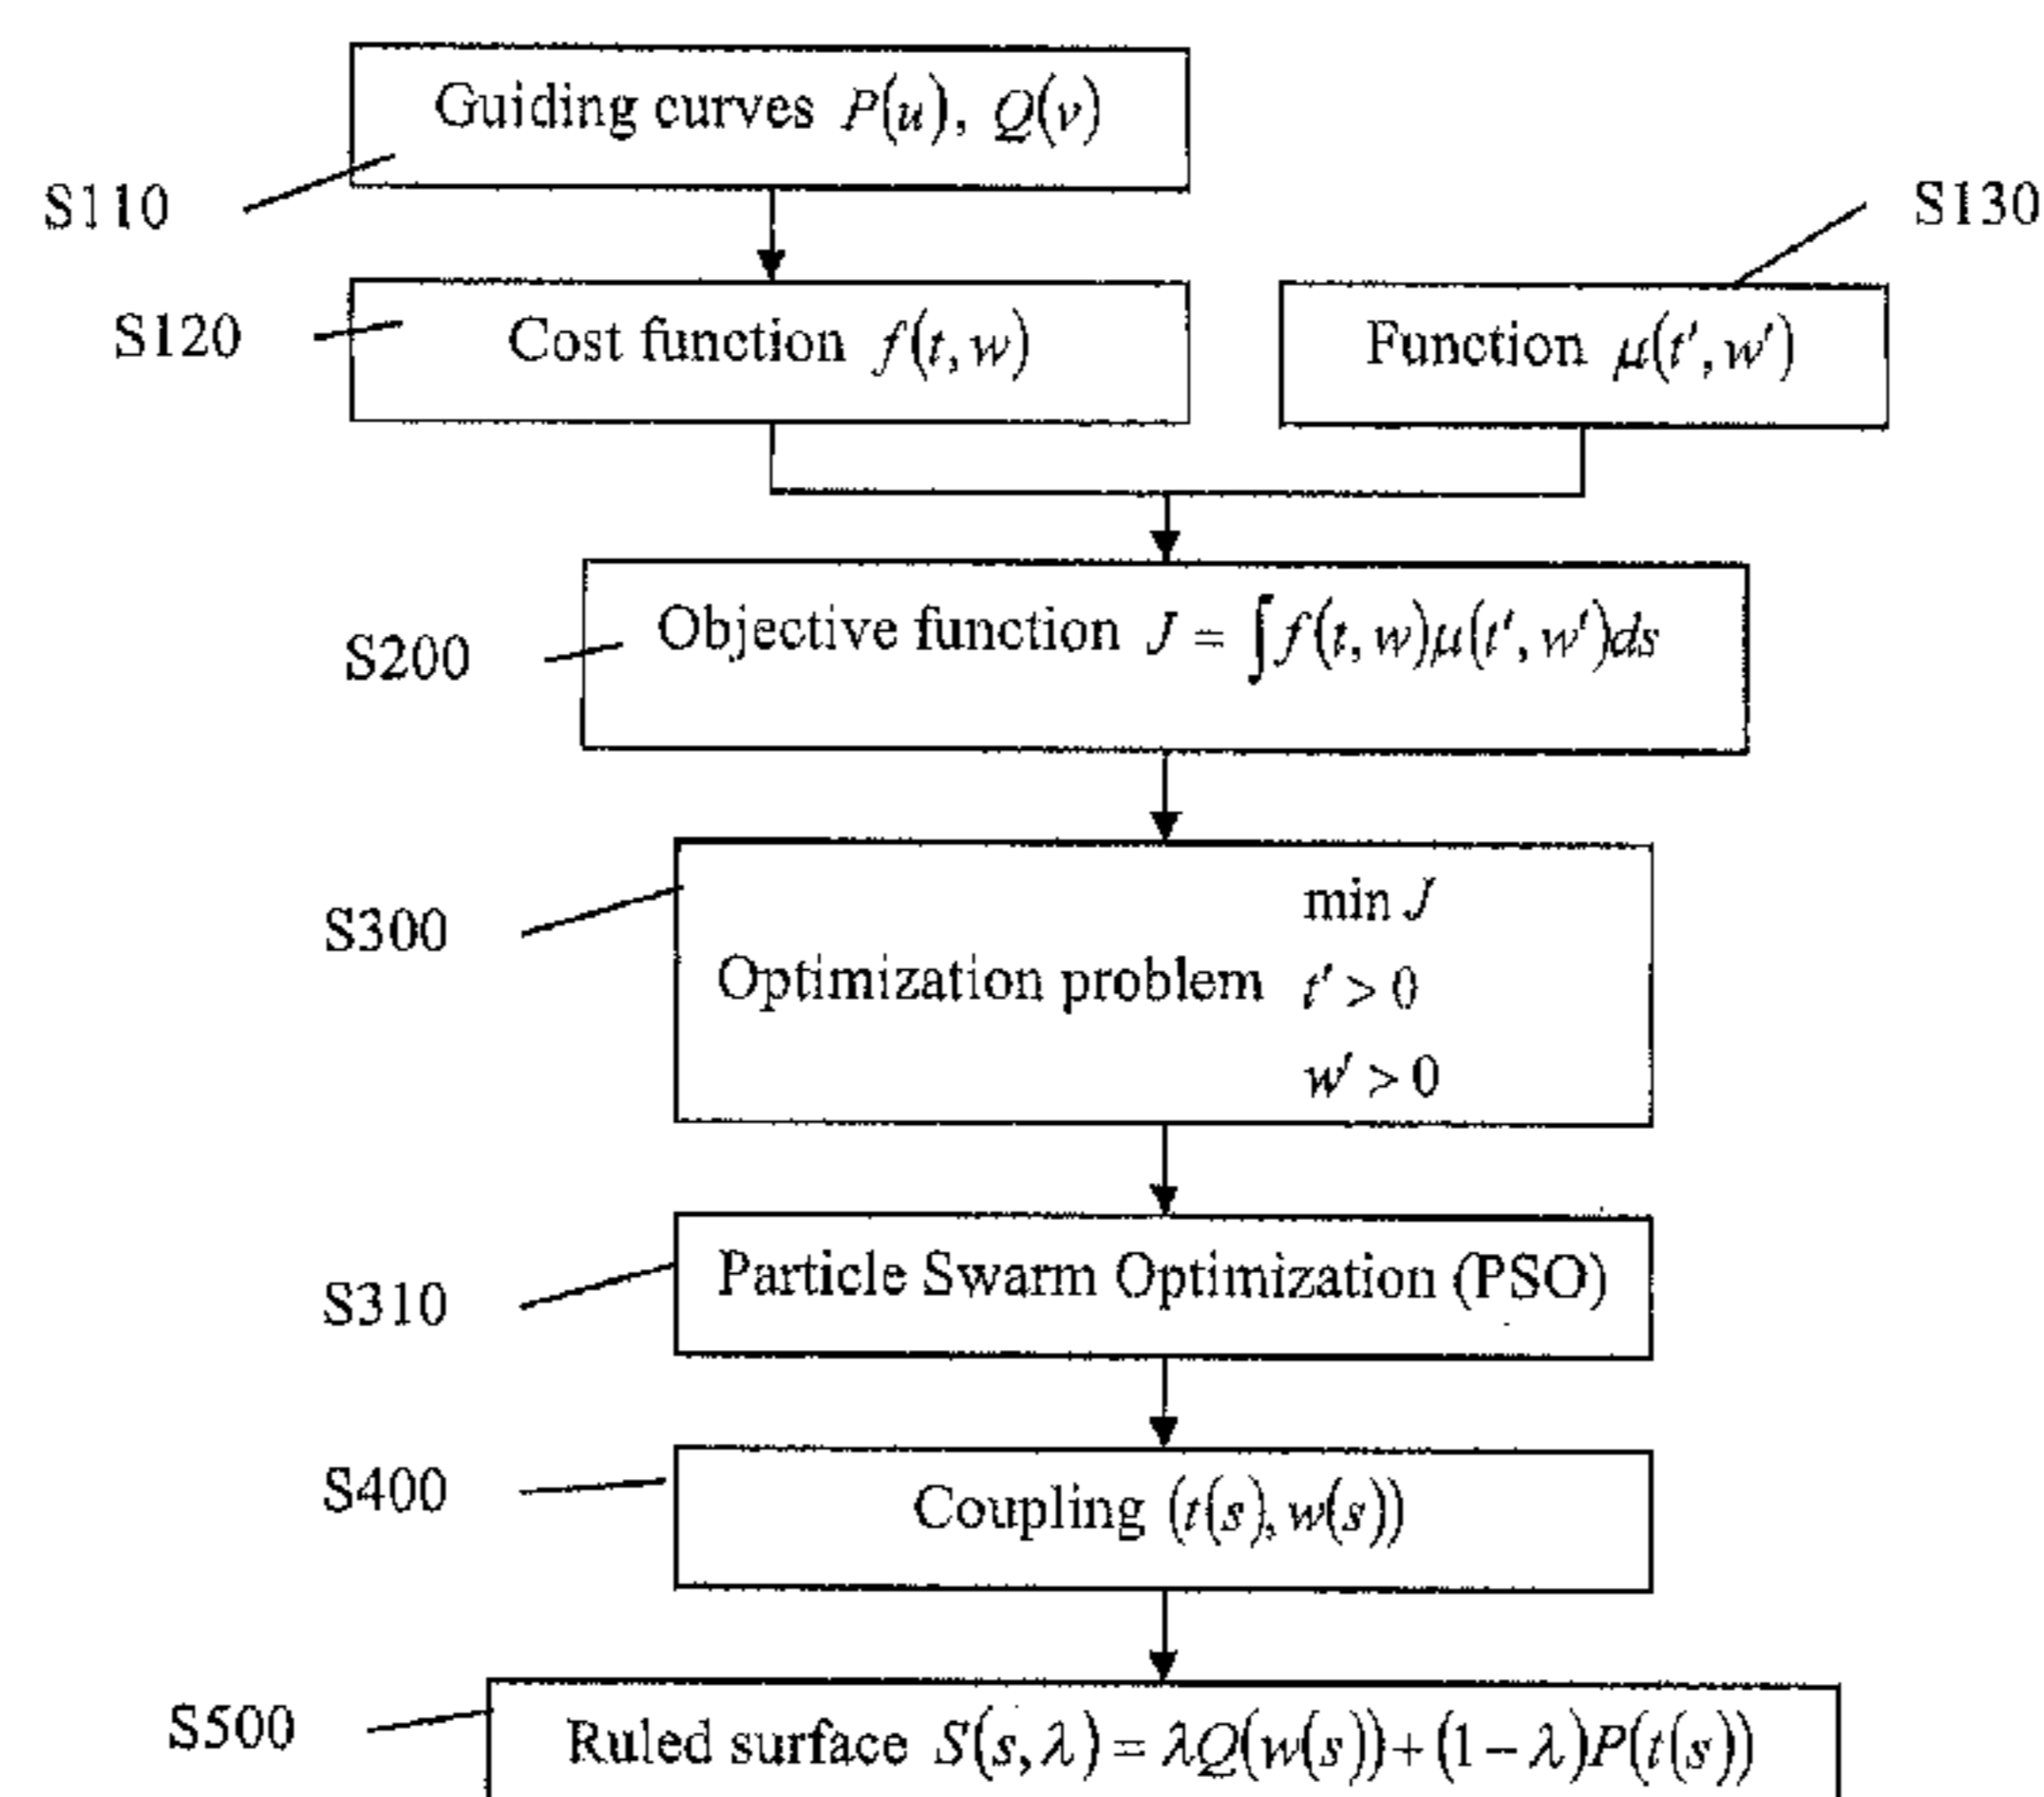 Guiding curves P(u), Q(v)
S110
S130
S120
Cost function f(t, w)
Function μ(t′, w′)
S200
Objective function J = ∫f(t, w)μ(t′, w′)ds
S300
min J
Optimization problem t′ > 0
w′ > 0
S310
Particle Swarm Optimization (PSO)
S400
Coupling (t(s), w(s))
S500
Ruled surface S(s, λ) = λQ(w(s)) + (1 − λ)P(t(s))